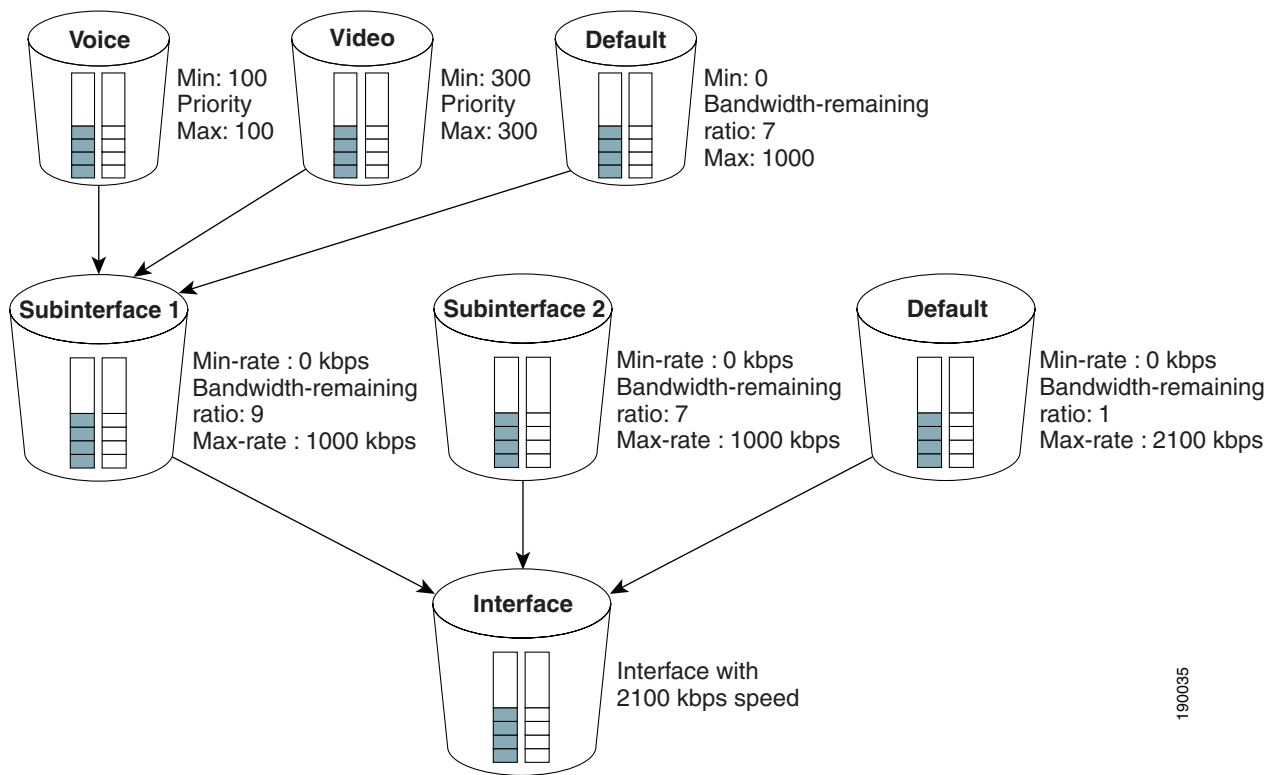 Voice
Min: 100
Priority
Max: 100
Video
Min: 300
Priority
Max: 300
Default
Min: 0
Bandwidth-remaining
ratio: 7
Max: 1000
Subinterface 1
Min-rate : 0 kbps
Bandwidth-remaining
ratio: 9
Max-rate : 1000 kbps
Subinterface 2
Min-rate : 0 kbps
Bandwidth-remaining
ratio: 7
Max-rate : 1000 kbps
Default
Min-rate : 0 kbps
Bandwidth-remaining
ratio: 1
Max-rate : 2100 kbps
Interface
Interface with
2100 kbps speed
190035